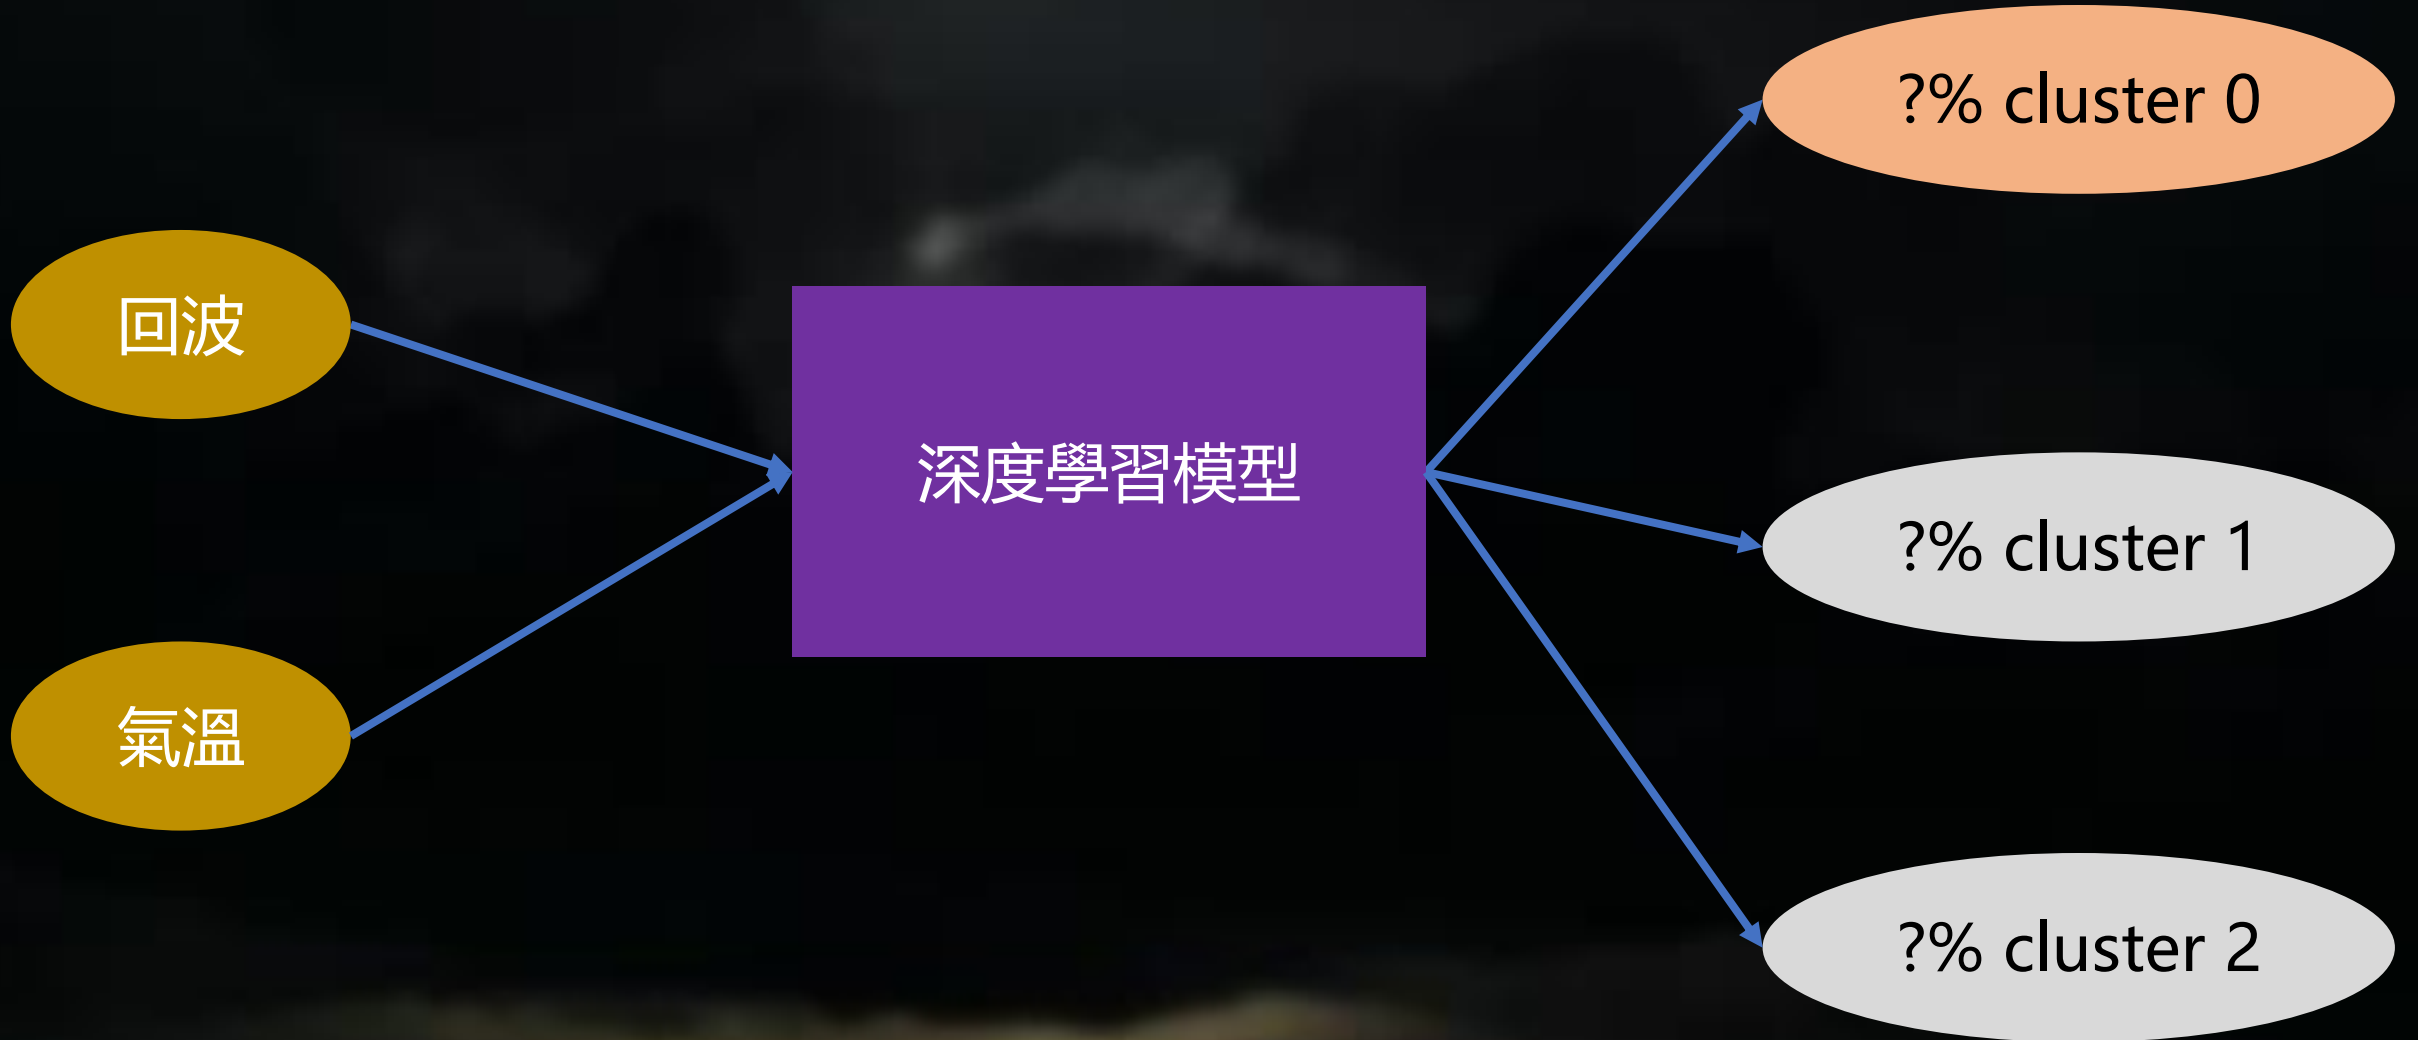 回波
氣溫
深度學習模型
?% cluster 0
?% cluster 1
?% cluster 2